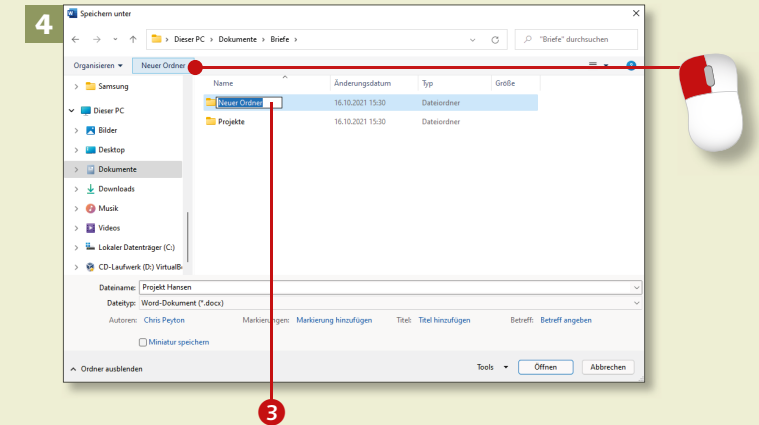 4
Speichern unter
Dieser PC > Dokumente > Briefe >
"Briefe" durchsuchen
Organisieren
Neuer Ordner
Samsung
Dieser PC
Bilder
Desktop
Dokumente
Downloads
Musik
Videos
Lokaler Datenträger (C:)
CD-Laufwerk (D:) VirtualB
Name Änderungsdatum Typ Größe
Neuer Ordner 16.10.2021 15:30 Dateiordner
Projekte 16.10.2021 15:30 Dateiordner
Dateiname: Projekt Hansen
Dateityp: Word-Dokument (*.docx)
Autoren: Chris Peyton Markierungen: Markierung hinzufügen Titel: Titel hinzufügen Betreff: Betreff angeben
Miniatur speichern
Ordner ausblenden
Tools Öffnen Abbrechen
3